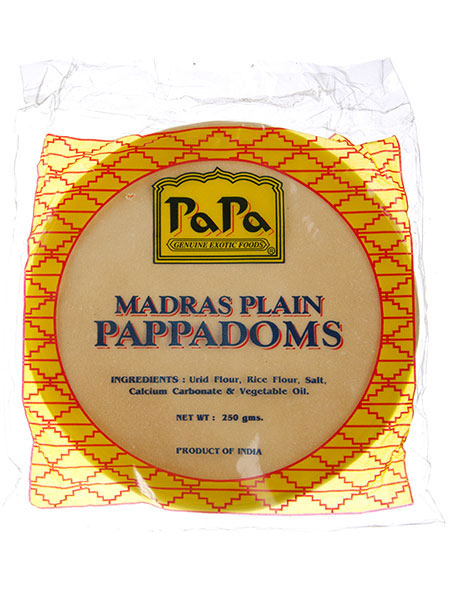 PaPa
GENUINE EXOTIC FOODS
®
MADRAS PLAIN
PAPPADOMS
INGREDIENTS : Urid Flour, Rice Flour, Salt,
Calcium Carbonate & Vegetable Oil.
NET WT : 250 gms.
PRODUCT OF INDIA